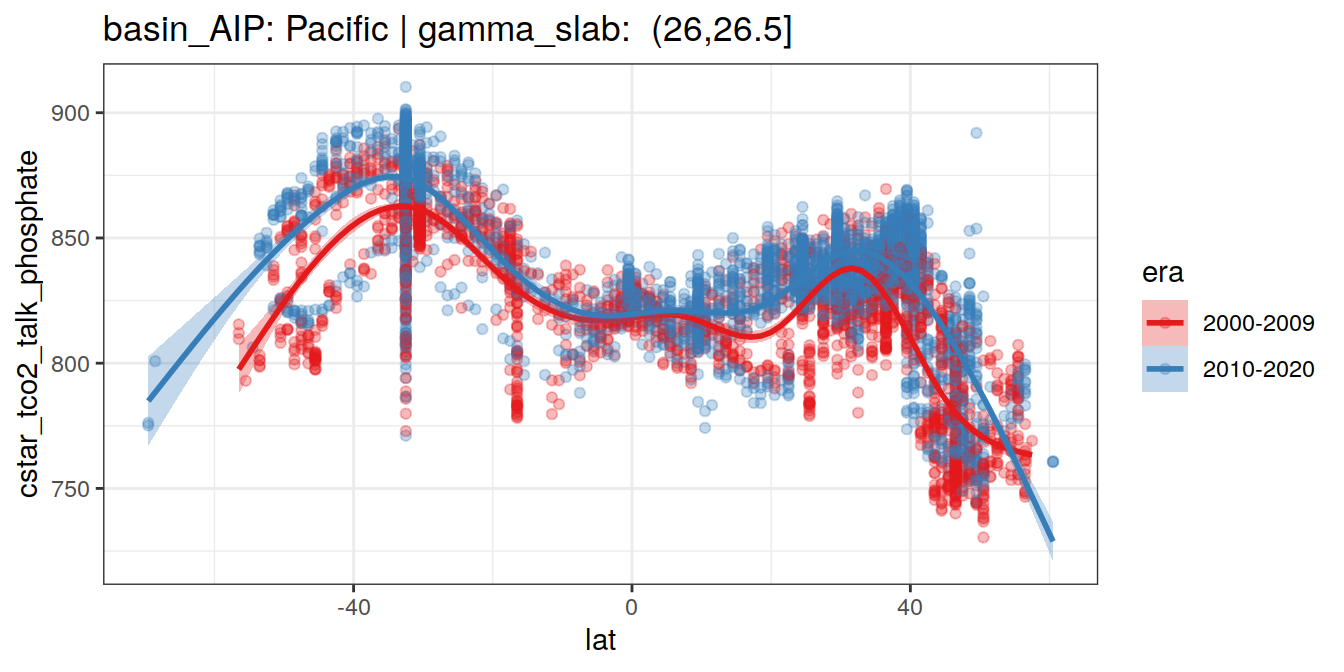 basin_AIP: Pacific | gamma_slab:  (26,26.5]
cstar_tco2_talk_phosphate
900
850
800
750
-40
0
40
lat
era
2000-2009
2010-2020